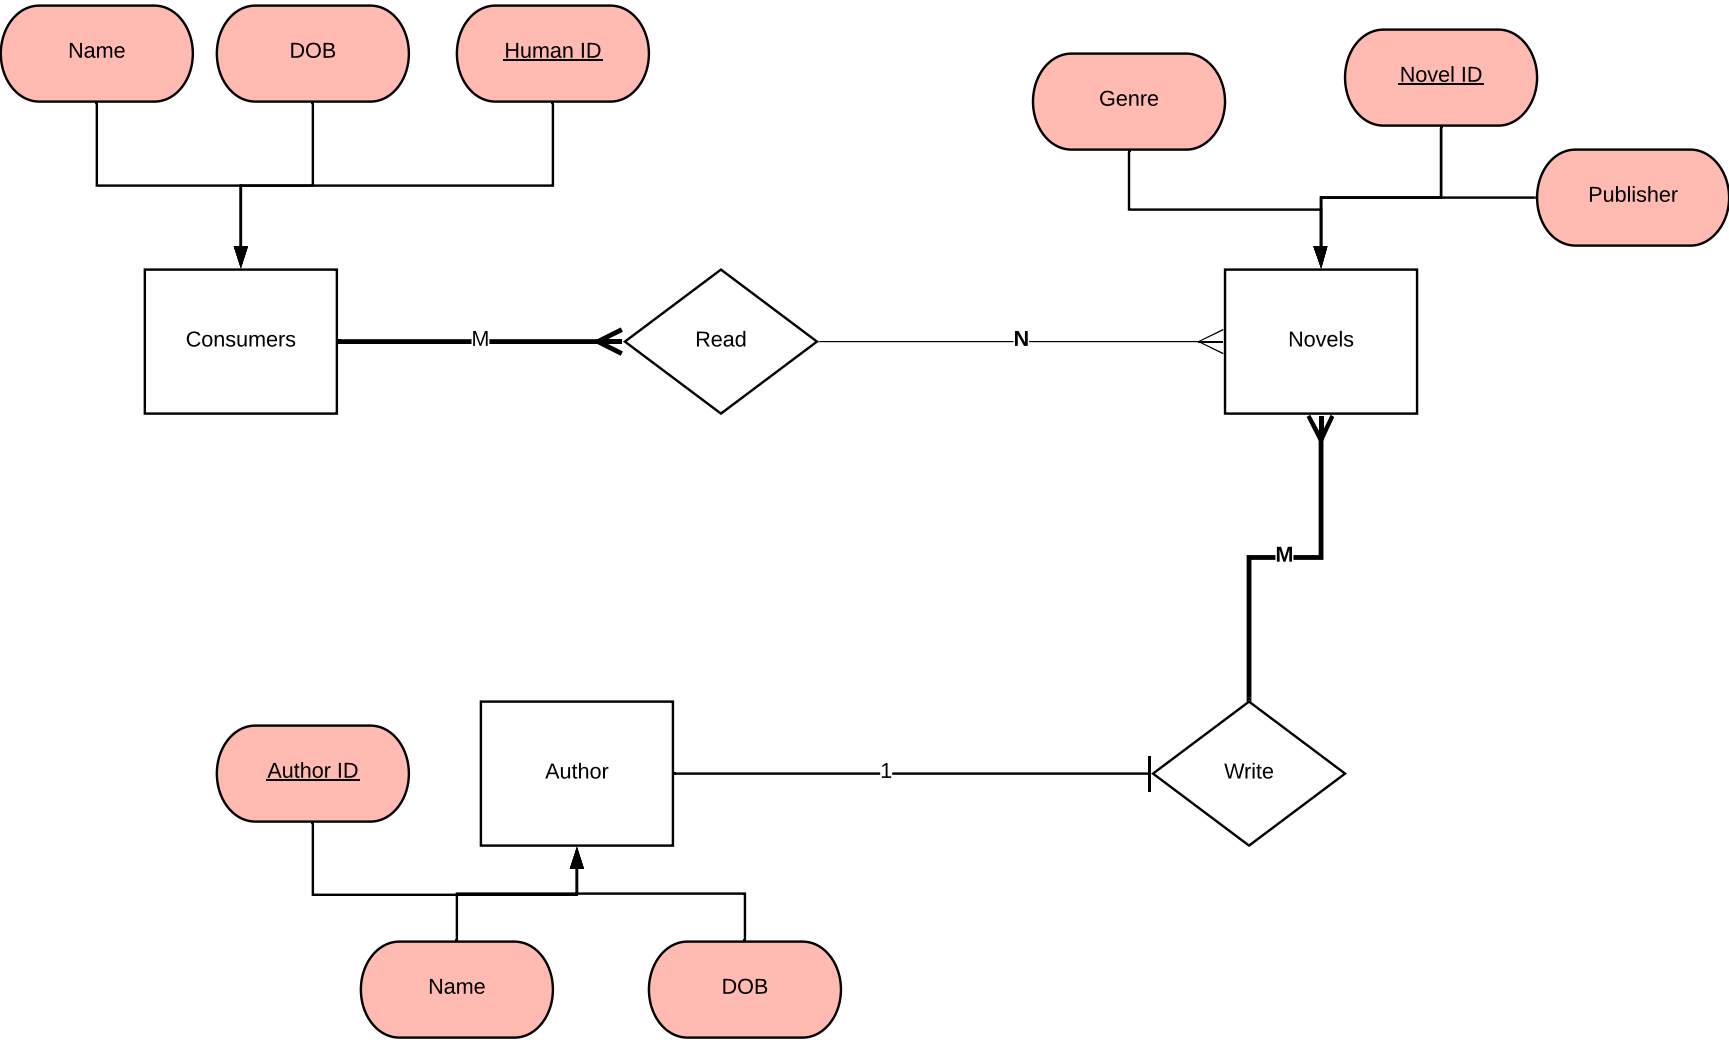 Name
DOB
Human ID
Genre
Novel ID
Publisher
Consumers
M
Read
N
Novels
M
Author ID
Author
1
Write
Name
DOB